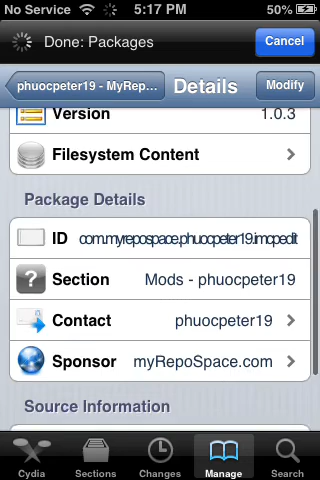 No Service 5:17 PM 50%
Done: Packages Cancel
phuocpeter19 - MyRep... Details Modify
Version 1.0.3
Filesystem Content
Package Details
ID com.myrepospace.phuocpeter19.imcpedit
Section Mods - phuocpeter19
Contact phuocpeter19
Sponsor myRepoSpace.com
Source Information
Cydia Sections Changes Manage Search